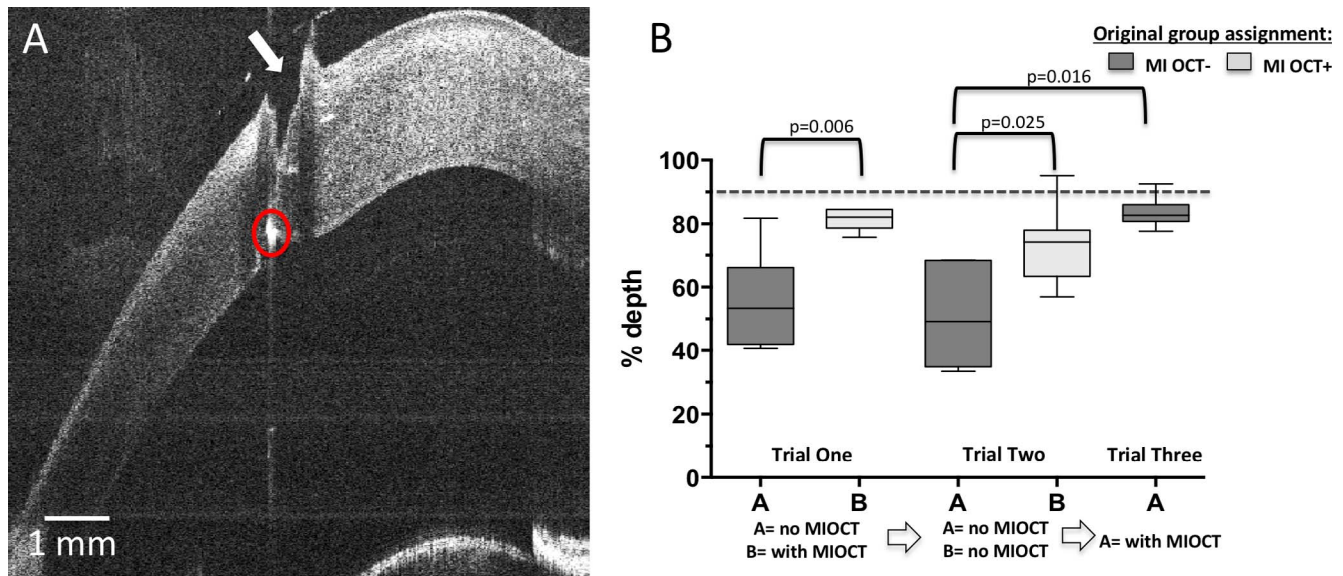 A
1 mm
B
Original group assignment:
MI OCT- MI OCT+
p=0.016
p=0.006
p=0.025
% depth
100
80
60
40
20
0
Trial One Trial Two Trial Three
A B A B A
A= no MIOCT
B= with MIOCT
A= no MIOCT
B= no MIOCT
A= with MIOCT